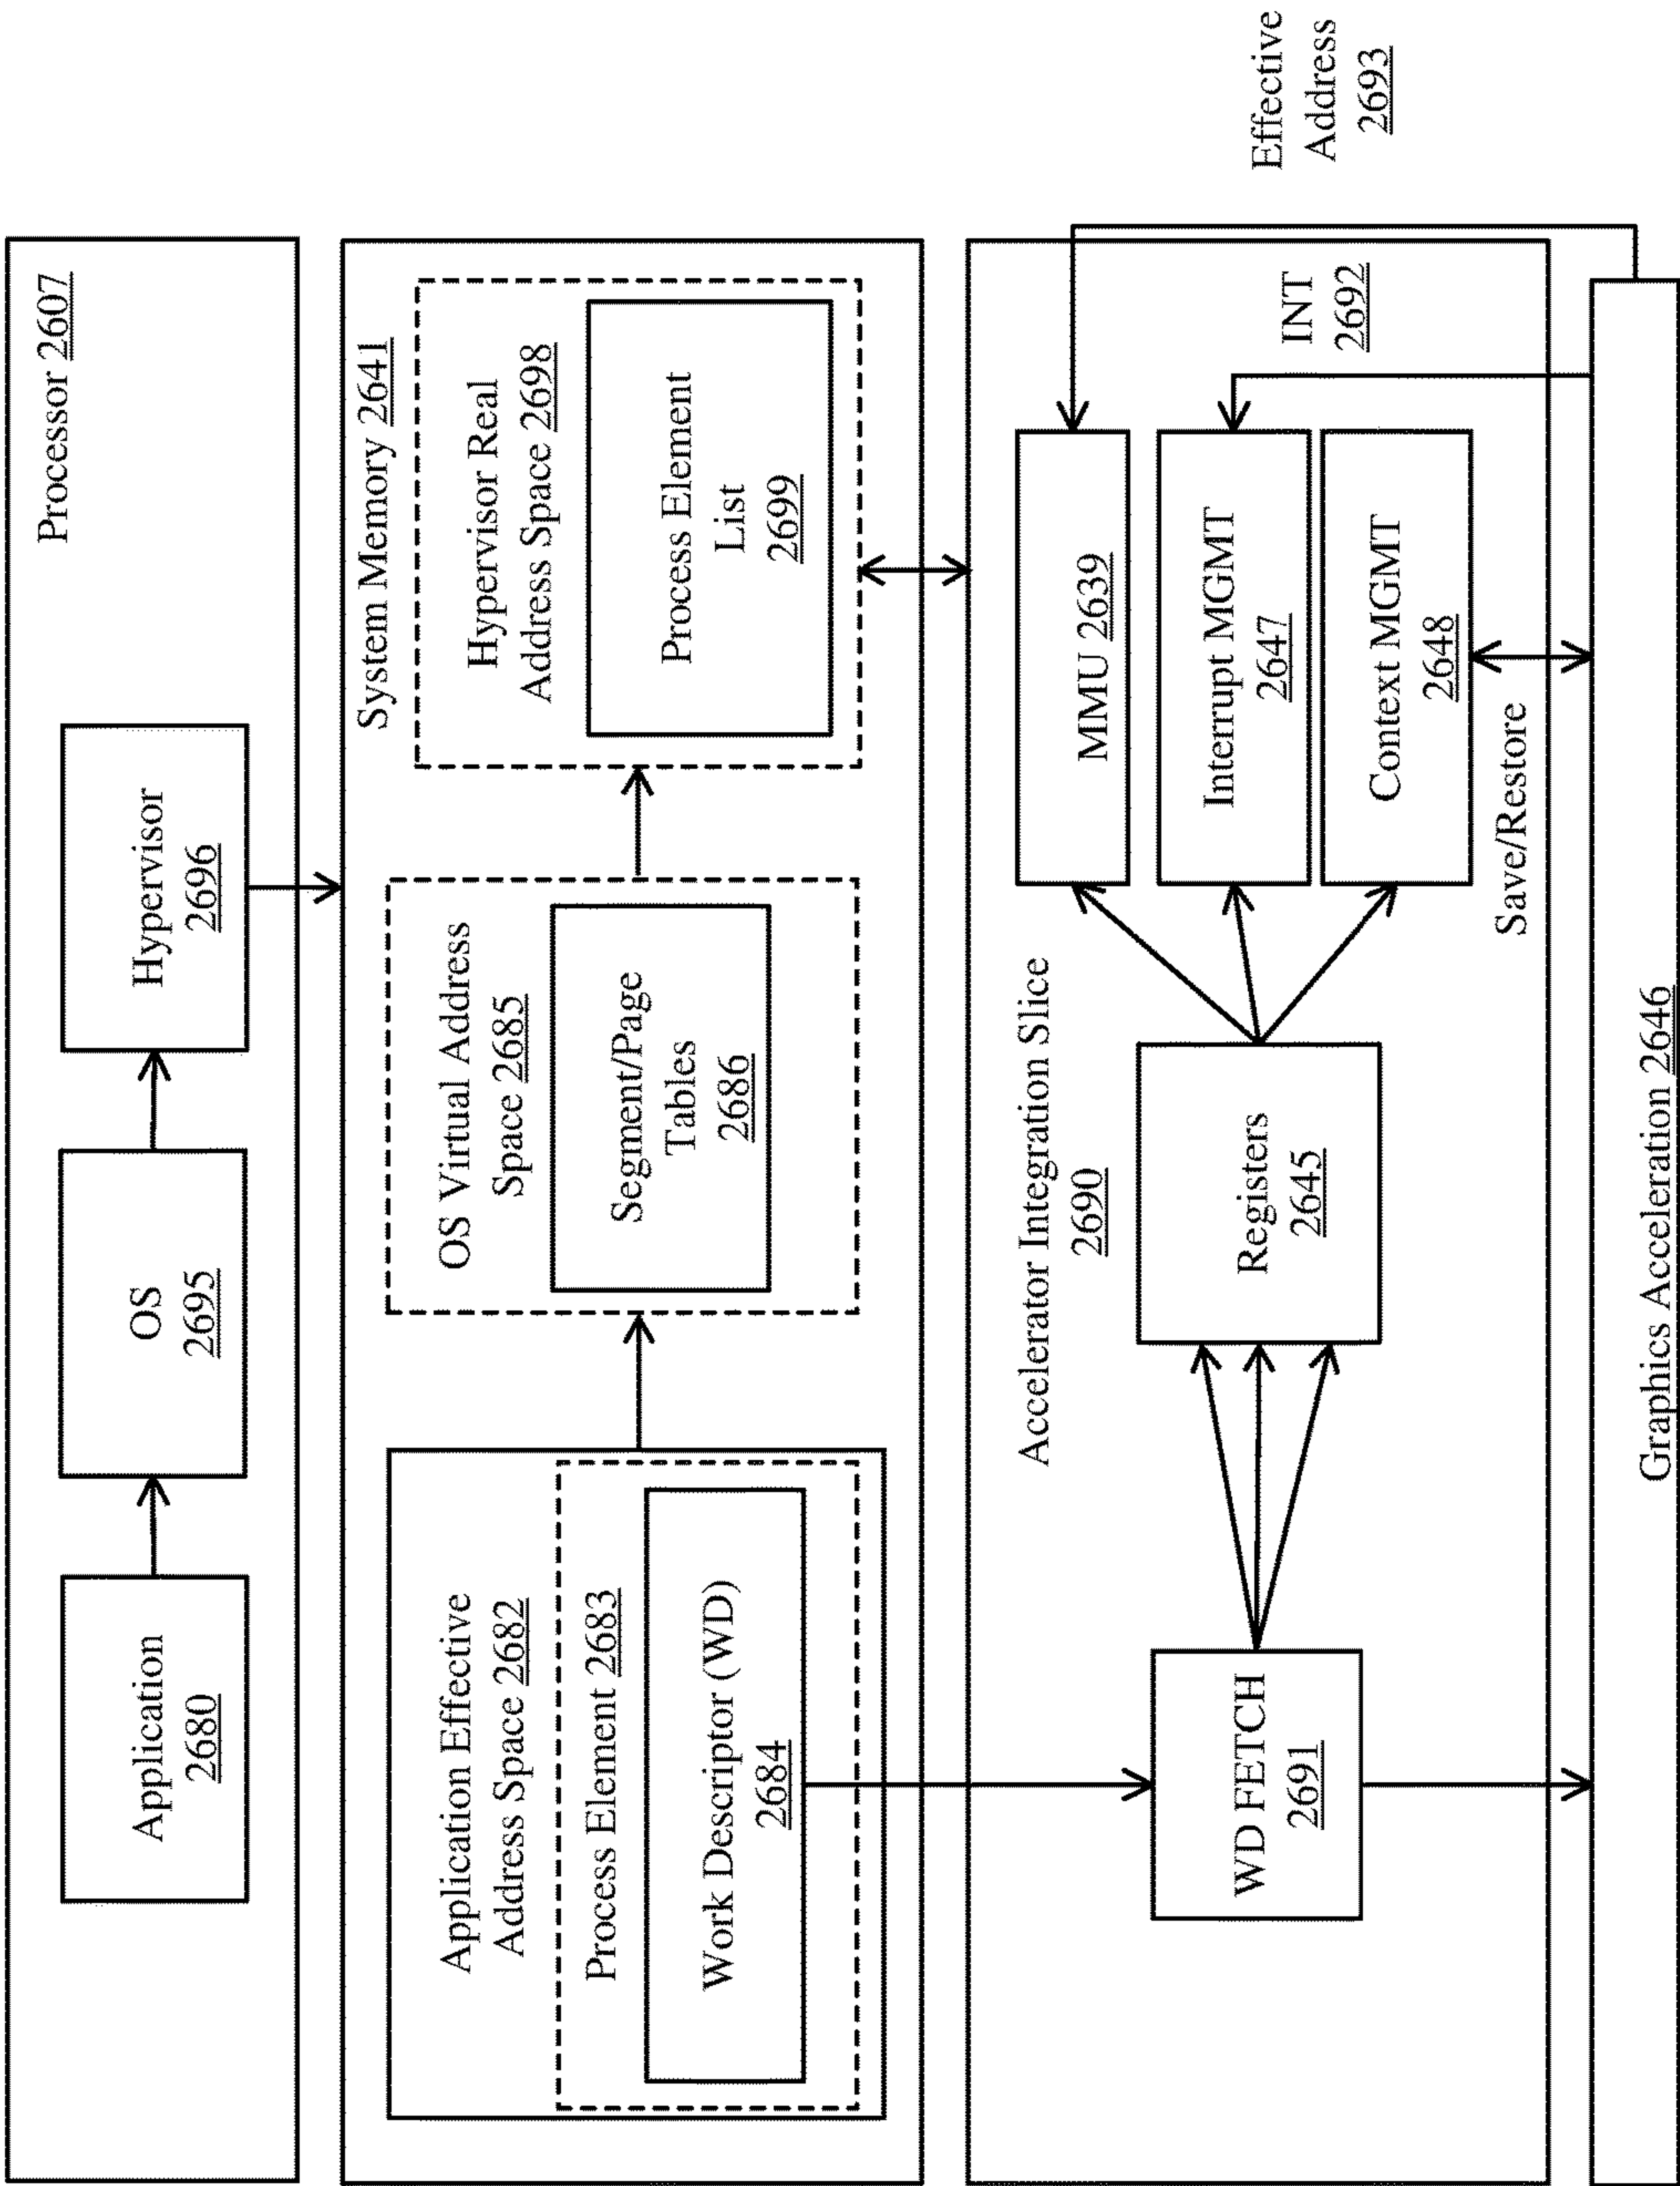 Processor 2607
Application
2680
OS
2695
Hypervisor
2696
System Memory 2641
Application Effective
Address Space 2682
Process Element 2683
Work Descriptor (WD)
2684
OS Virtual Address
Space 2685
Segment/Page
Tables
2686
Hypervisor Real
Address Space 2698
Process Element
List
2699
Accelerator Integration Slice
2690
WD FETCH
2691
Registers
2645
MMU 2639
Interrupt MGMT
2647
Context MGMT
2648
INT
2692
Save/Restore
Effective
Address
2693
Graphics Acceleration 2646